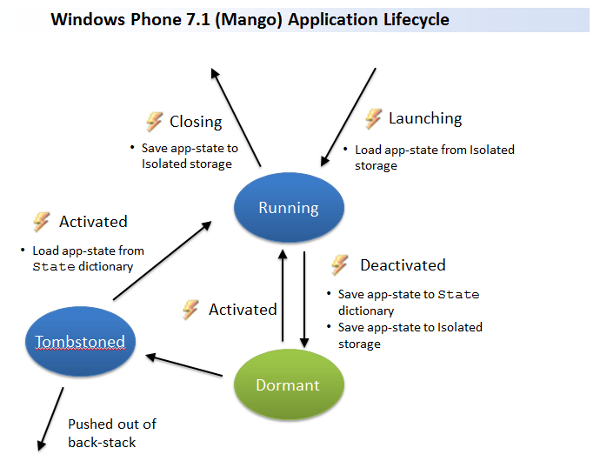 Windows Phone 7.1 (Mango) Application Lifecycle
Closing
• Save app-state to
Isolated storage
Launching
• Load app-state from Isolated
storage
Running
Activated
• Load app-state from
State dictionary
Deactivated
• Save app-state to State
dictionary
• Save app-state to Isolated
storage
Activated
Tombstoned
Dormant
Pushed out of
back-stack